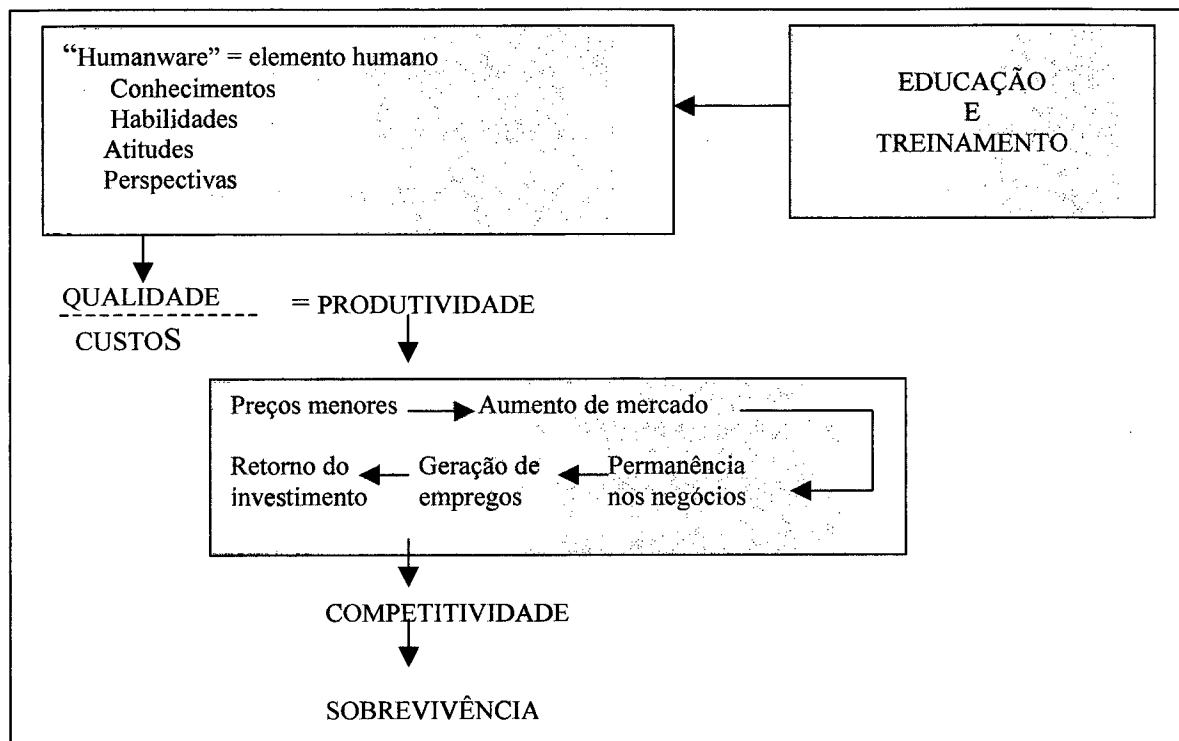 “Humanware” = elemento humano
Conhecimentos
Habilidades
Atitudes
Perspectivas
EDUCAÇÃO
E
TREINAMENTO
QUALIDADE = PRODUTIVIDADE
CUSTOS
Preços menores Aumento de mercado
Retorno do Geração de Permanência
investimento empregos nos negócios
COMPETITIVIDADE
SOBREVIVÊNCIA